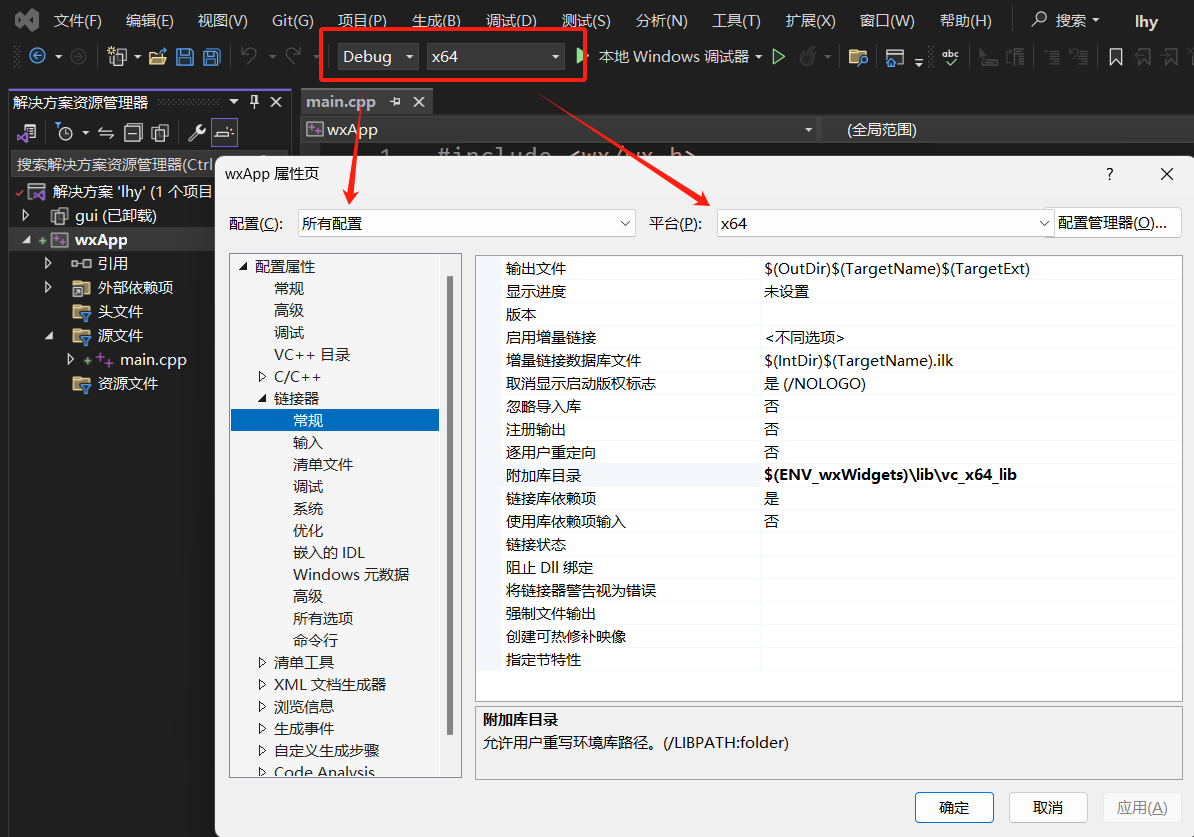 文件(F) 编辑(E) 视图(V) Git(G) 项目(P) 生成(B) 调试(D) 测试(S) 分析(N) 工具(T) 扩展(X) 窗口(W) 帮助(H) 搜索 lhy
Debug x64 本地 Windows 调试器 abc
解决方案资源管理器
main.cpp
wxApp (全局范围)
1 #include <wx/wx.h>
搜索解决方案资源管理器(Ctrl
解决方案 'lhy' (1 个项目
gui (已卸载)
wxApp
引用
外部依赖项
头文件
源文件
main.cpp
资源文件
wxApp 属性页 ?
配置(C): 所有配置 平台(P): x64 配置管理器(O)...
配置属性
常规
高级
调试
VC++ 目录
C/C++
链接器
常规
输入
清单文件
调试
系统
优化
嵌入的 IDL
Windows 元数据
高级
所有选项
命令行
清单工具
XML 文档生成器
浏览信息
生成事件
自定义生成步骤
Code Analysis
输出文件 $(OutDir)$(TargetName)$(TargetExt)
显示进度 未设置
版本
启用增量链接 <不同选项>
增量链接数据库文件 $(IntDir)$(TargetName).ilk
取消显示启动版权标志 是 (/NOLOGO)
忽略导入库 否
注册输出 否
逐用户重定向 否
附加库目录 $(ENV_wxWidgets)\lib\vc_x64_lib
链接库依赖项 是
使用库依赖项输入 否
链接状态
阻止 Dll 绑定
将链接器警告视为错误
强制文件输出
创建可热修补映像
指定节特性
附加库目录
允许用户重写环境库路径。(/LIBPATH:folder)
确定 取消 应用(A)